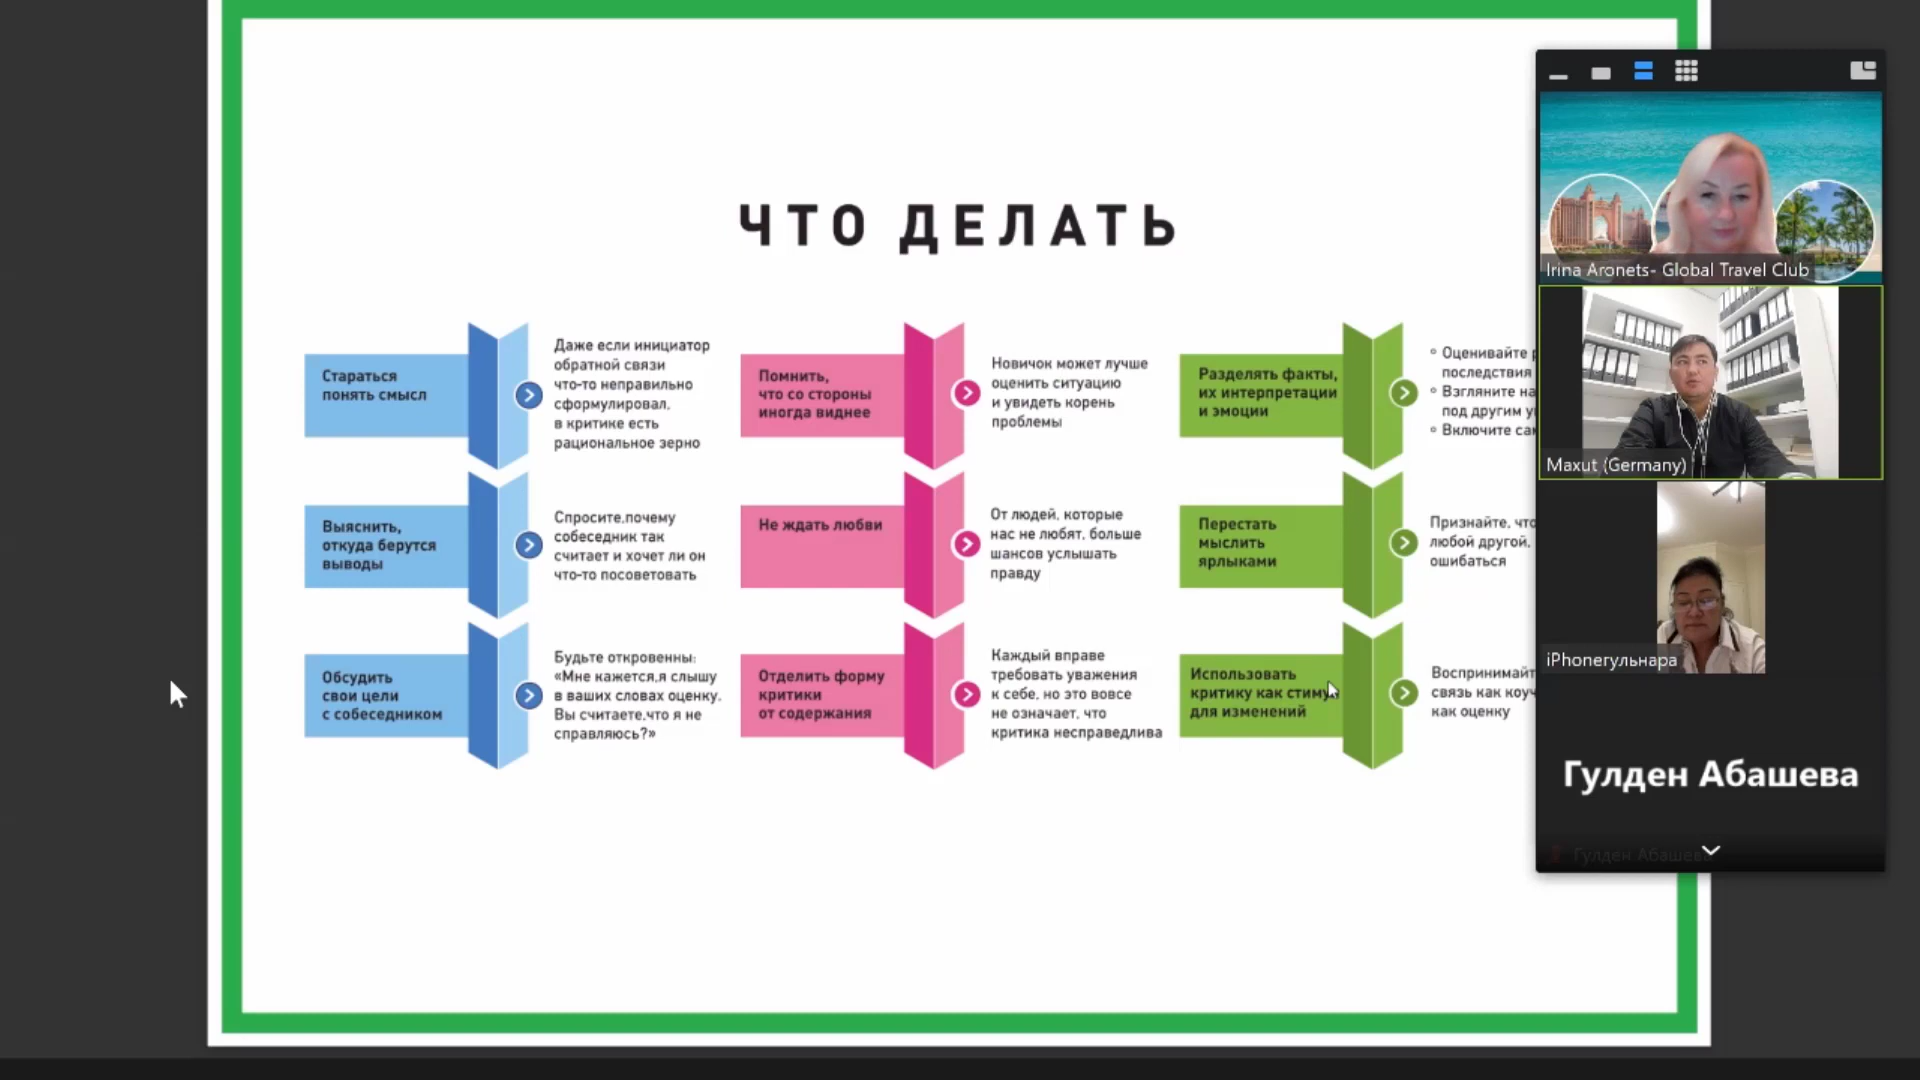 ЧТО ДЕЛАТЬ
Стараться
понять смысл
Даже если инициатор
обратной связи
что-то неправильно
сформулировал,
в критике есть
рациональное зерно
Выяснить,
откуда берутся
выводы
Спросите,почему
собеседник так
считает и хочет ли он
что-то посоветовать
Обсудить
свои цели
с собеседником
Будьте откровенны:
«Мне кажется,я слышу
в ваших словах оценку.
Вы считаете,что я не
справляюсь?»
Помнить,
что со стороны
иногда виднее
Новичок может лучше
оценить ситуацию
и увидеть корень
проблемы
Не ждать любви
От людей, которые
нас не любят, больше
шансов услышать
правду
Отделить форму
критики
от содержания
Каждый вправе
требовать уважения
к себе, но это вовсе
не означает, что
критика несправедлива
Разделять факты,
их интерпретации
и эмоции
Оценивайте
последствия
Взгляните на
под другим
Включите
Перестать
мыслить
ярлыками
Признайте, что
любой другой,
ошибаться
Использовать
критику как
для изменений
связь как
как оценку
Irina Aronets- Global Travel Club
Maxut (Germany)
iPhoneгульнара
Гулден Абашева
Гулден Абашева